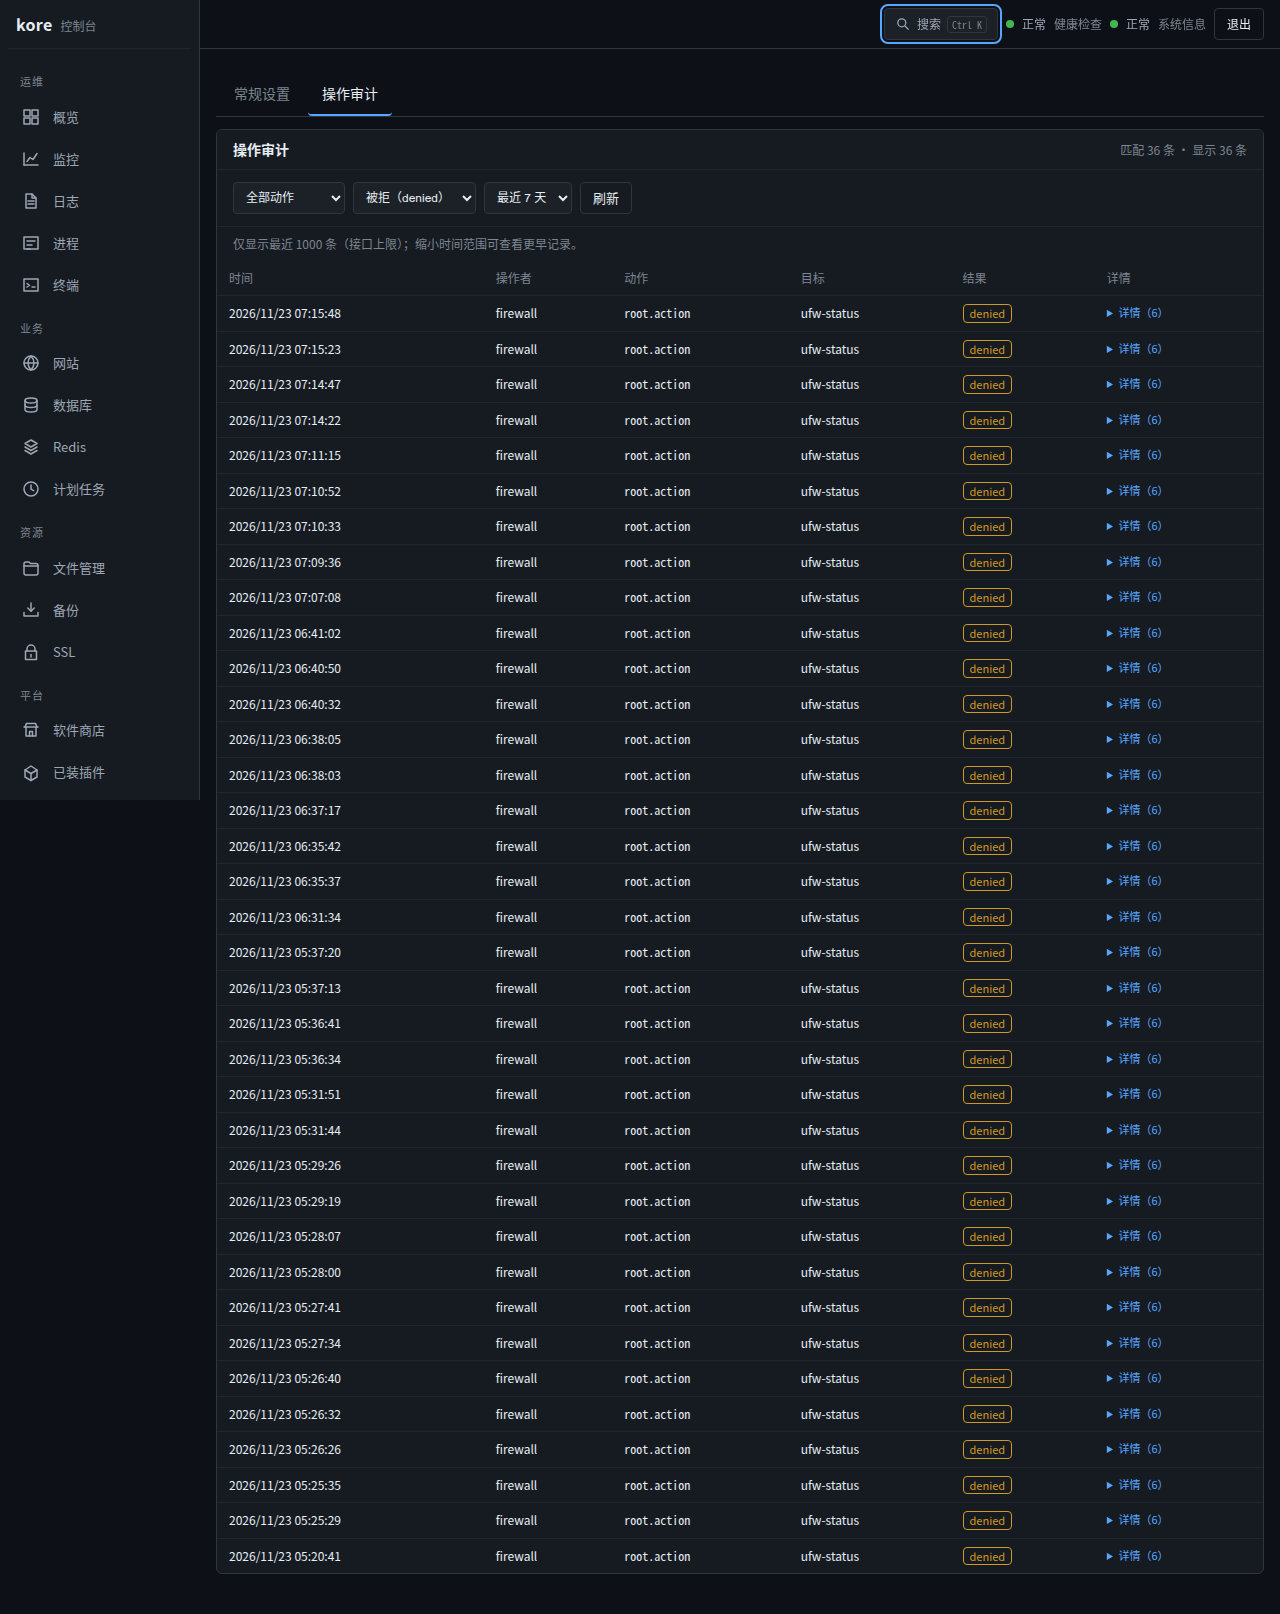 kore 控制台
运维
概览
监控
日志
进程
终端
业务
网站
数据库
Redis
计划任务
资源
文件管理
备份
SSL
平台
软件商店
已装插件
搜索 Ctrl K 正常 健康检查 正常 系统信息 退出
常规设置 操作审计
操作审计 匹配 36 条 · 显示 36 条
全部动作 被拒（denied） 最近 7 天 刷新
仅显示最近 1000 条（接口上限）；缩小时间范围可查看更早记录。
时间 操作者 动作 目标 结果 详情
2026/11/23 07:15:48 firewall root.action ufw-status denied ▶ 详情（6）
2026/11/23 07:15:23 firewall root.action ufw-status denied ▶ 详情（6）
2026/11/23 07:14:47 firewall root.action ufw-status denied ▶ 详情（6）
2026/11/23 07:14:22 firewall root.action ufw-status denied ▶ 详情（6）
2026/11/23 07:11:15 firewall root.action ufw-status denied ▶ 详情（6）
2026/11/23 07:10:52 firewall root.action ufw-status denied ▶ 详情（6）
2026/11/23 07:10:33 firewall root.action ufw-status denied ▶ 详情（6）
2026/11/23 07:09:36 firewall root.action ufw-status denied ▶ 详情（6）
2026/11/23 07:07:08 firewall root.action ufw-status denied ▶ 详情（6）
2026/11/23 06:41:02 firewall root.action ufw-status denied ▶ 详情（6）
2026/11/23 06:40:50 firewall root.action ufw-status denied ▶ 详情（6）
2026/11/23 06:40:32 firewall root.action ufw-status denied ▶ 详情（6）
2026/11/23 06:38:05 firewall root.action ufw-status denied ▶ 详情（6）
2026/11/23 06:38:03 firewall root.action ufw-status denied ▶ 详情（6）
2026/11/23 06:37:17 firewall root.action ufw-status denied ▶ 详情（6）
2026/11/23 06:35:42 firewall root.action ufw-status denied ▶ 详情（6）
2026/11/23 06:35:37 firewall root.action ufw-status denied ▶ 详情（6）
2026/11/23 06:31:34 firewall root.action ufw-status denied ▶ 详情（6）
2026/11/23 05:37:20 firewall root.action ufw-status denied ▶ 详情（6）
2026/11/23 05:37:13 firewall root.action ufw-status denied ▶ 详情（6）
2026/11/23 05:36:41 firewall root.action ufw-status denied ▶ 详情（6）
2026/11/23 05:36:34 firewall root.action ufw-status denied ▶ 详情（6）
2026/11/23 05:31:51 firewall root.action ufw-status denied ▶ 详情（6）
2026/11/23 05:31:44 firewall root.action ufw-status denied ▶ 详情（6）
2026/11/23 05:29:26 firewall root.action ufw-status denied ▶ 详情（6）
2026/11/23 05:29:19 firewall root.action ufw-status denied ▶ 详情（6）
2026/11/23 05:28:07 firewall root.action ufw-status denied ▶ 详情（6）
2026/11/23 05:28:00 firewall root.action ufw-status denied ▶ 详情（6）
2026/11/23 05:27:41 firewall root.action ufw-status denied ▶ 详情（6）
2026/11/23 05:27:34 firewall root.action ufw-status denied ▶ 详情（6）
2026/11/23 05:26:40 firewall root.action ufw-status denied ▶ 详情（6）
2026/11/23 05:26:32 firewall root.action ufw-status denied ▶ 详情（6）
2026/11/23 05:26:26 firewall root.action ufw-status denied ▶ 详情（6）
2026/11/23 05:25:35 firewall root.action ufw-status denied ▶ 详情（6）
2026/11/23 05:25:29 firewall root.action ufw-status denied ▶ 详情（6）
2026/11/23 05:20:41 firewall root.action ufw-status denied ▶ 详情（6）